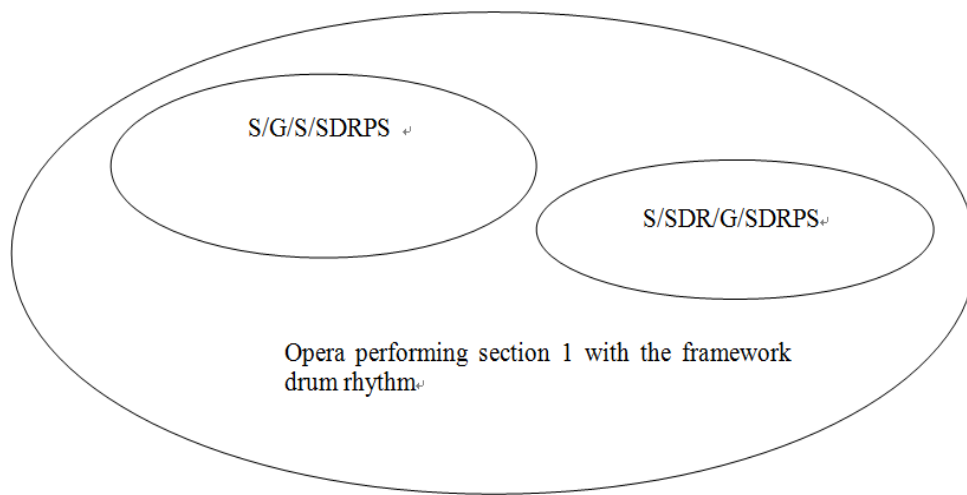 S/G/S/SDRPS
S/SDR/G/SDRPS
Opera performing section 1 with the framework
drum rhythm